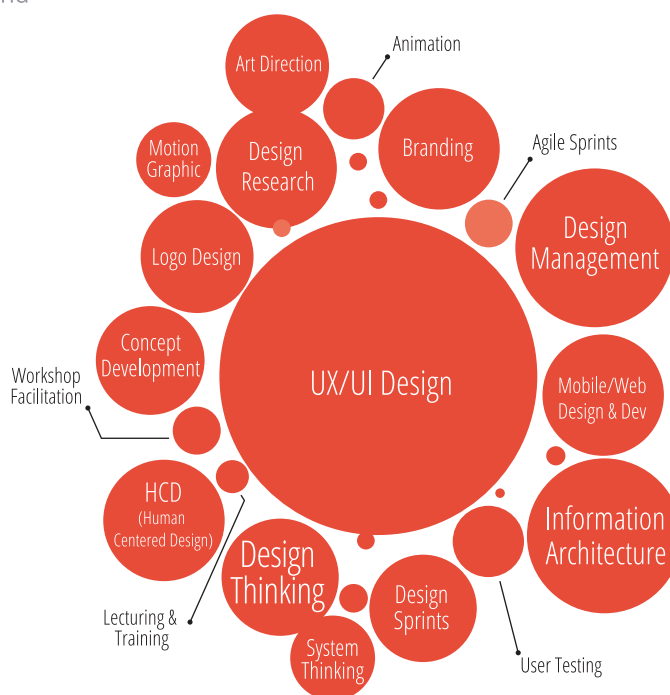 Animation
Art Direction
Agile Sprints
Motion
Graphic
Design
Research
Branding
Design
Management
Logo Design
Concept
Development
UX/UI Design
Workshop
Facilitation
Mobile/Web
Design & Dev
HCD
(Human
Centered Design)
Information
Architecture
Design
Thinking
Design
Sprints
Lecturing &
Training
System
Thinking
User Testing